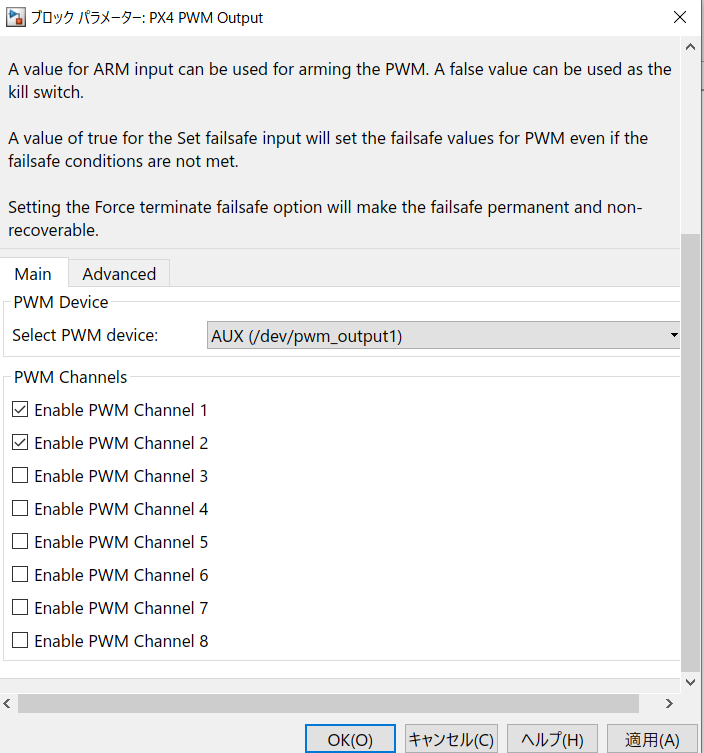 ブロック パラメーター: PX4 PWM Output
A value for ARM input can be used for arming the PWM. A false value can be used as the
kill switch.
A value of true for the Set failsafe input will set the failsafe values for PWM even if the
failsafe conditions are not met.
Setting the Force terminate failsafe option will make the failsafe permanent and non-
recoverable.
Main Advanced
PWM Device
Select PWM device: AUX (/dev/pwm_output1)
PWM Channels
Enable PWM Channel 1
Enable PWM Channel 2
Enable PWM Channel 3
Enable PWM Channel 4
Enable PWM Channel 5
Enable PWM Channel 6
Enable PWM Channel 7
Enable PWM Channel 8
OK(O) キャンセル(C) ヘルプ(H) 適用(A)